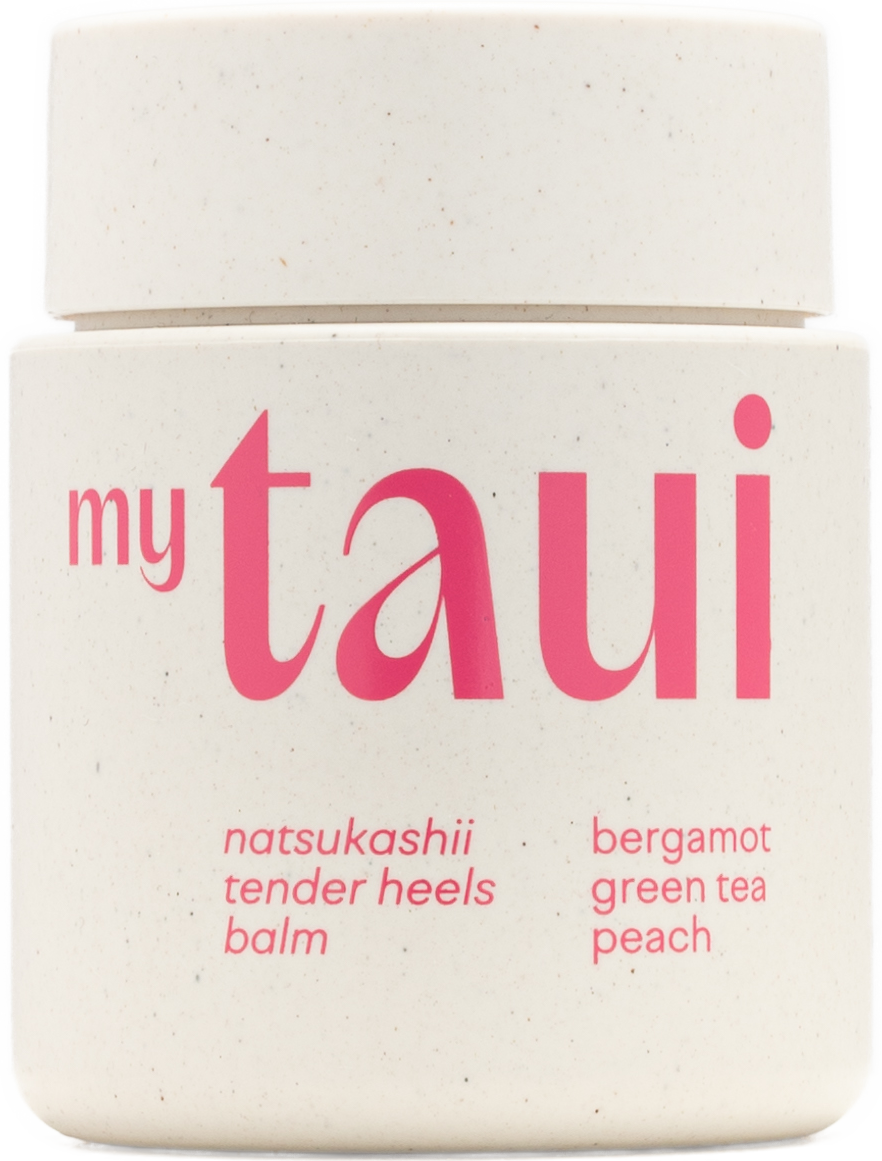 my taui
natsukashii
tender heels
balm
bergamot
green tea
peach